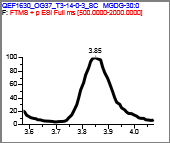 QEF1630_OG37_T3-14-0-3_SC MGDG-30:0
F: FTMS + p ESI Full ms [500.0000-2000.0000]
3.85
100
80
60
40
20
0
3.6 3.7 3.8 3.9 4.0